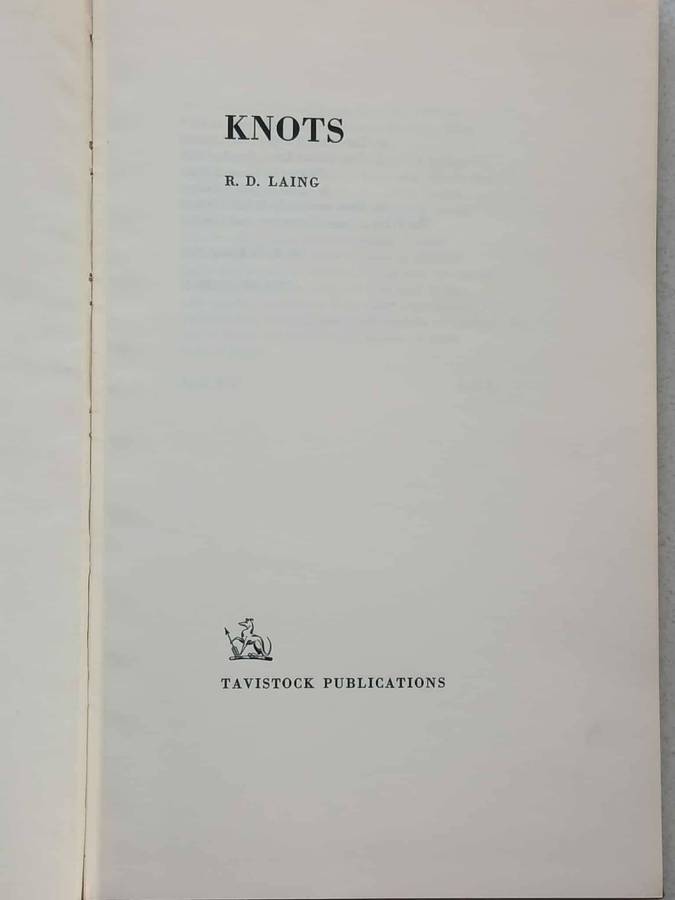 KNOTS
R. D. LAING
TAVISTOCK PUBLICATIONS